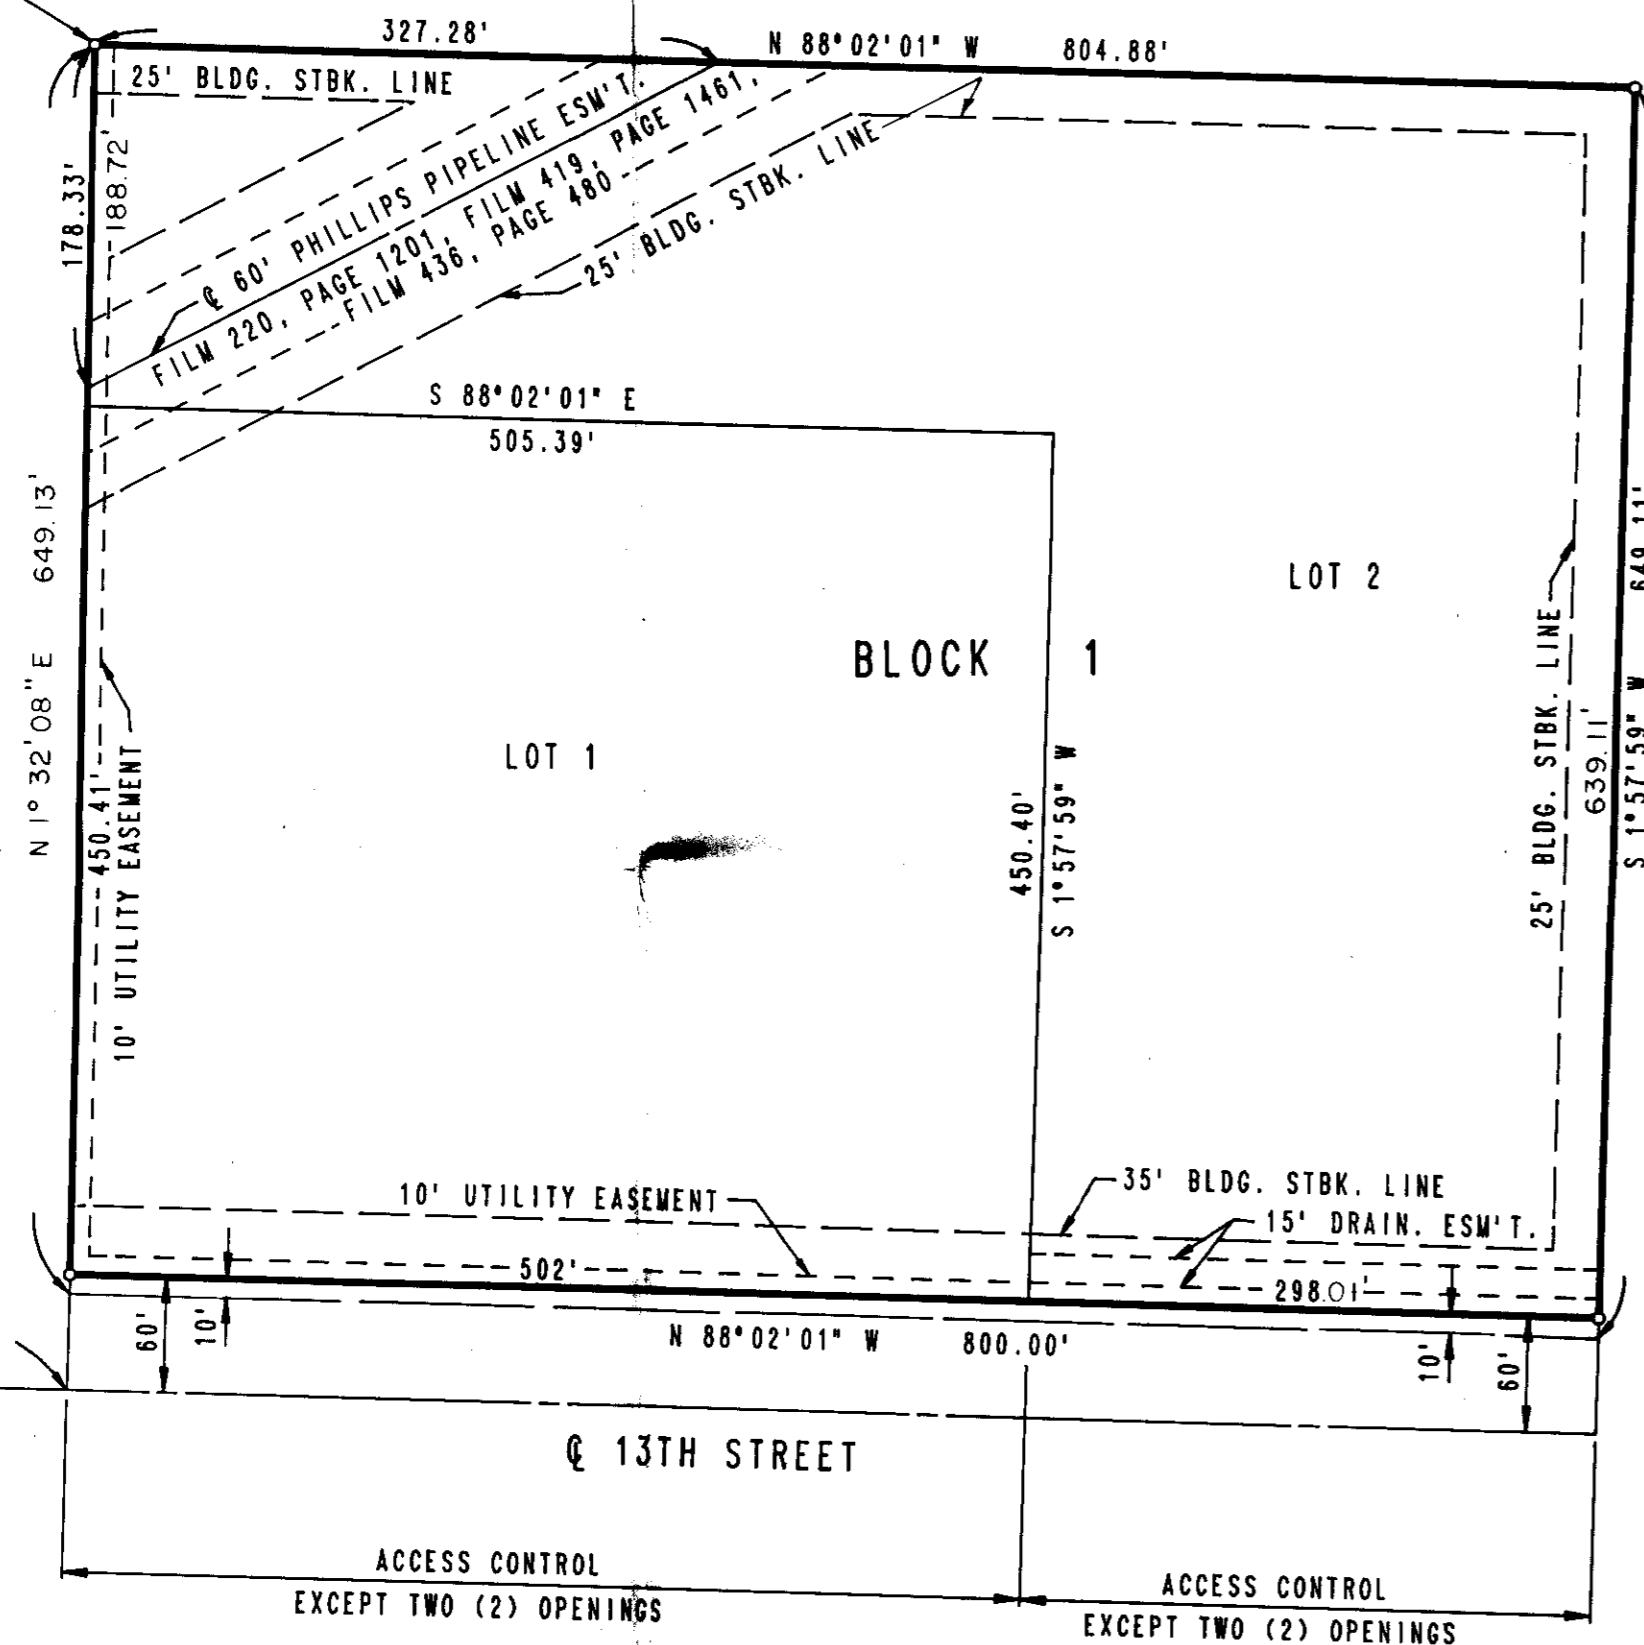 327.28'
N 88°02'01" W 804.88'
25' BLDG. STBK. LINE
178.33'
188.72'
℄ 60' PHILLIPS PIPELINE ESM'T.
FILM 220, PAGE 1201, FILM 419, PAGE 1461,
FILM 436, PAGE 480
25' BLDG. STBK. LINE
S 88°02'01" E
505.39'
N 1°32'08" E 649.13'
LOT 2
BLOCK 1
LOT 1
450.41'
10' UTILITY EASEMENT
450.40'
S 1°57'59" W
25' BLDG. STBK. LINE
639.11'
S 1°57'59" W 649.11'
10' UTILITY EASEMENT
35' BLDG. STBK. LINE
15' DRAIN. ESM'T.
502'
298.01'
60'
10'
N 88°02'01" W 800.00'
10'
60'
℄ 13TH STREET
ACCESS CONTROL
EXCEPT TWO (2) OPENINGS
ACCESS CONTROL
EXCEPT TWO (2) OPENINGS